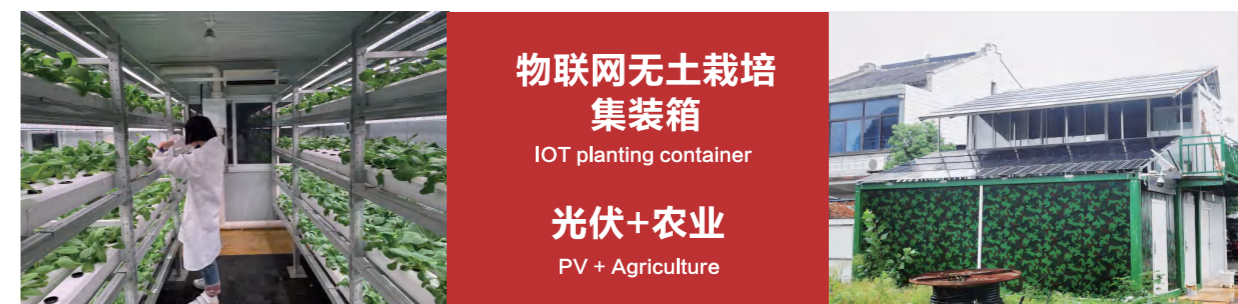 物联网无土栽培
集装箱
IOT planting container
光伏+农业
PV + Agriculture